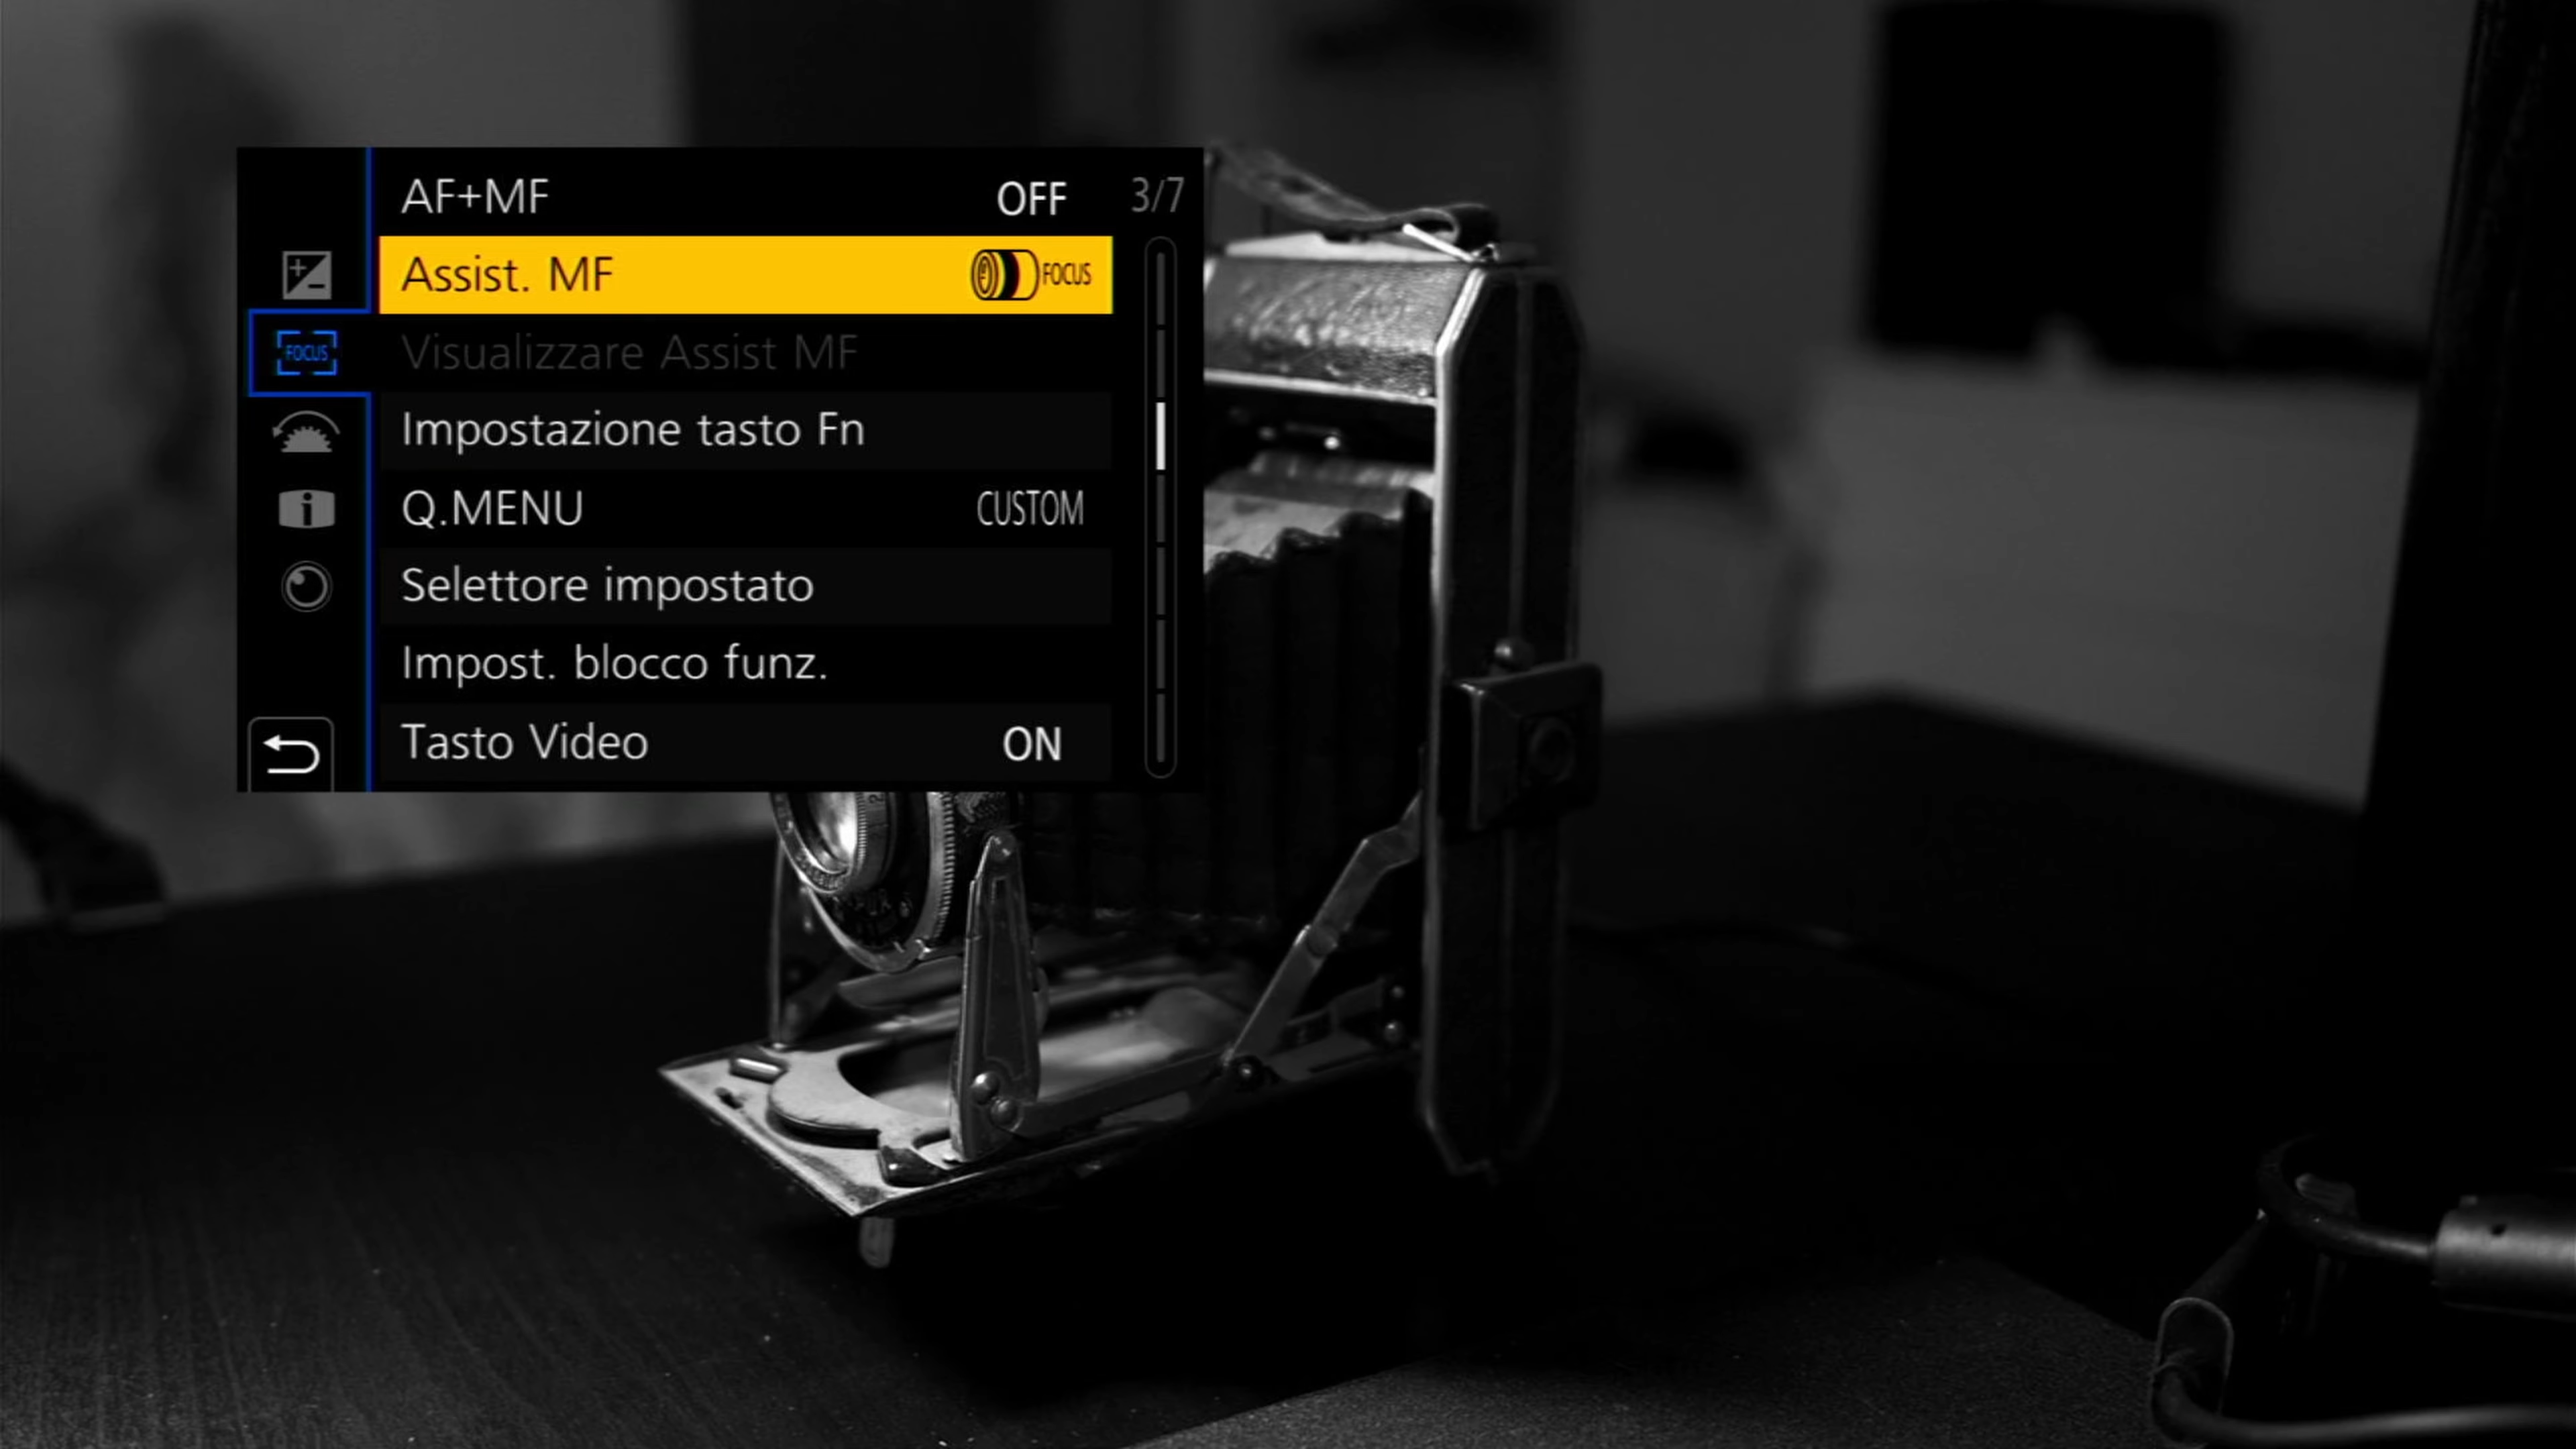 AF+MF OFF 3/7
Assist. MF FOCUS
FOCUS Visualizzare Assist MF
Impostazione tasto Fn
Q.MENU CUSTOM
Selettore impostato
Impost. blocco funz.
Tasto Video ON